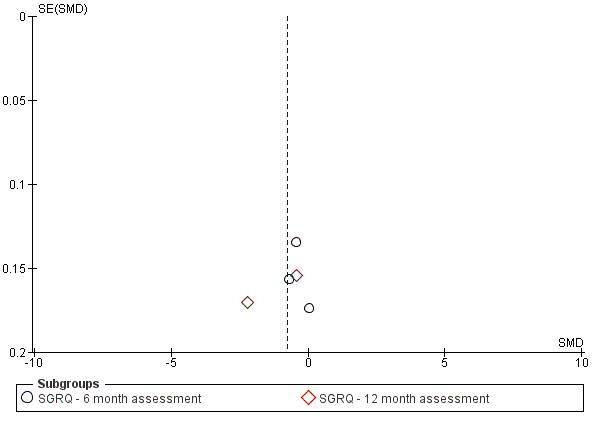 SE(SMD)
0
0.05
0.1
0.15
0.2
-10
-5
0
5
10
SMD
Subgroups
SGRQ - 6 month assessment
SGRQ - 12 month assessment